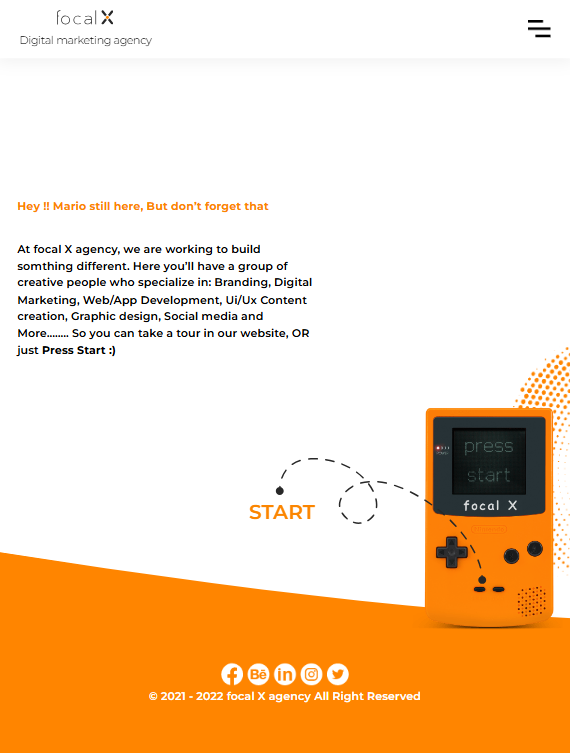 focal X
Digital marketing agency
Hey !! Mario still here, But don't forget that
At focal X agency, we are working to build
somthing different. Here you'll have a group of
creative people who specialize in: Branding, Digital
Marketing, Web/App Development, Ui/Ux Content
creation, Graphic design, Social media and
More........ So you can take a tour in our website, OR
just Press Start :)
press
start
focal X
START
Bē
in
© 2021 - 2022 focal X agency All Right Reserved